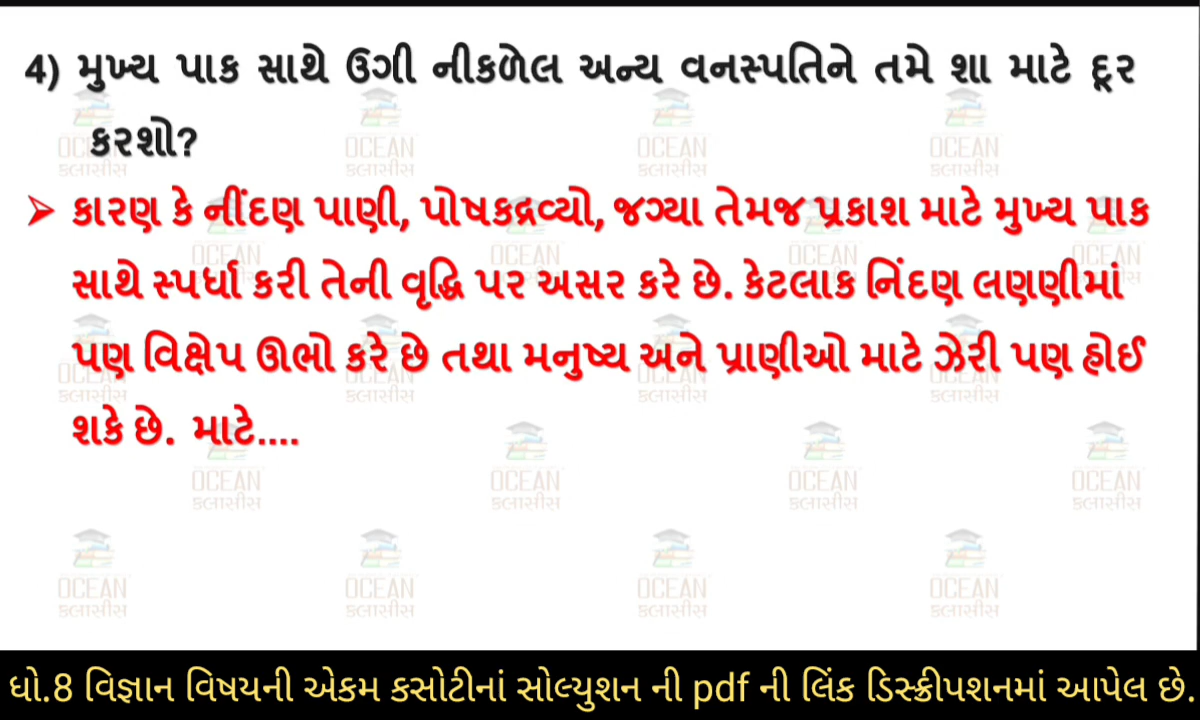 4) મુખ્ય પાક સાથે ઉગી નીકળેલ અન્ય વનસ્પતિને તમે શા માટે દૂર
કરશો?
➢ કારણ કે નીંદણ પાણી, પોષકદ્રવ્યો, જગ્યા તેમજ પ્રકાશ માટે મુખ્ય પાક
સાથે સ્પર્ધા કરી તેની વૃદ્ધિ પર અસર કરે છે. કેટલાક નિંદણ લણણીમાં
પણ વિક્ષેપ ઊભો કરે છે તથા મનુષ્ય અને પ્રાણીઓ માટે ઝેરી પણ હોઈ
શકે છે. માટે....
OCEAN
કલાસીસ
ધો.8 વિજ્ઞાન વિષયની એકમ કસોટીનાં સોલ્યુશન ની pdf ની લિંક ડિસ્ક્રીપશનમાં આપેલ છે.